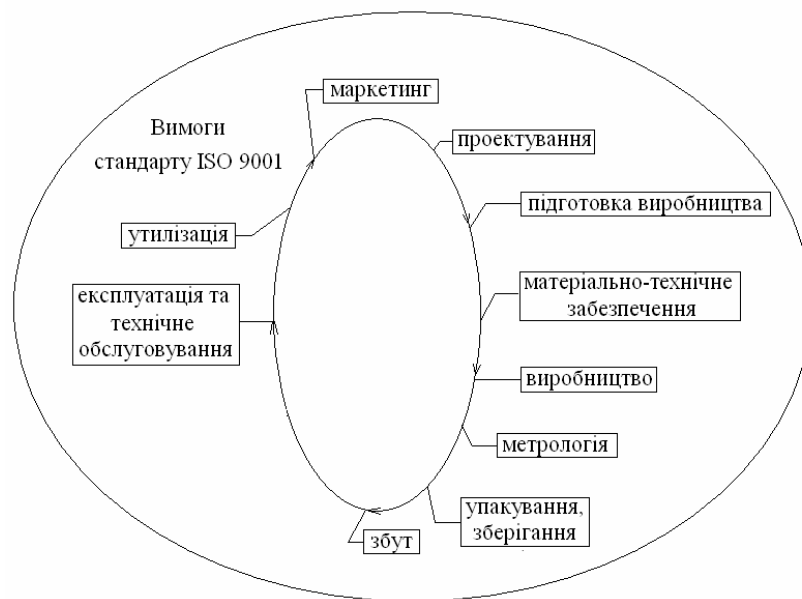 маркетинг
Вимоги
стандарту ISO 9001
проектування
підготовка виробництва
утилізація
матеріально-технічне
забезпечення
експлуатація та
технічне
обслуговування
виробництво
метрологія
упакування,
зберігання
збут